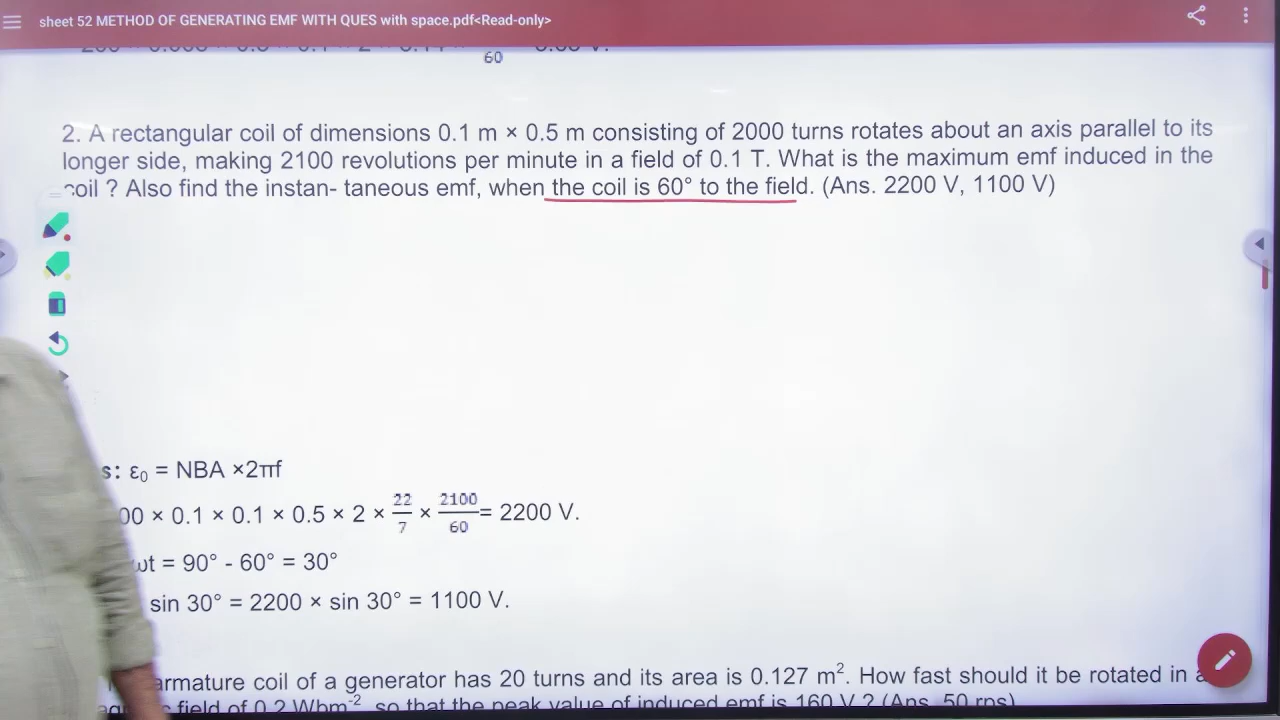 sheet 52 METHOD OF GENERATING EMF WITH QUES with space.pdf<Read-only>
60
2. A rectangular coil of dimensions 0.1 m × 0.5 m consisting of 2000 turns rotates about an axis parallel to its
longer side, making 2100 revolutions per minute in a field of 0.1 T. What is the maximum emf induced in the
coil ? Also find the instan- taneous emf, when the coil is 60° to the field. (Ans. 2200 V, 1100 V)
s: ε₀ = NBA ×2πf
00 × 0.1 × 0.1 × 0.5 × 2 × 22/7 × 2100/60 = 2200 V.
ωt = 90° - 60° = 30°
sin 30° = 2200 × sin 30° = 1100 V.
armature coil of a generator has 20 turns and its area is 0.127 m². How fast should it be rotated in a
field of 0.2 Wbm⁻² so that the peak value of induced emf is 160 V ? (Ans. 50 rps)